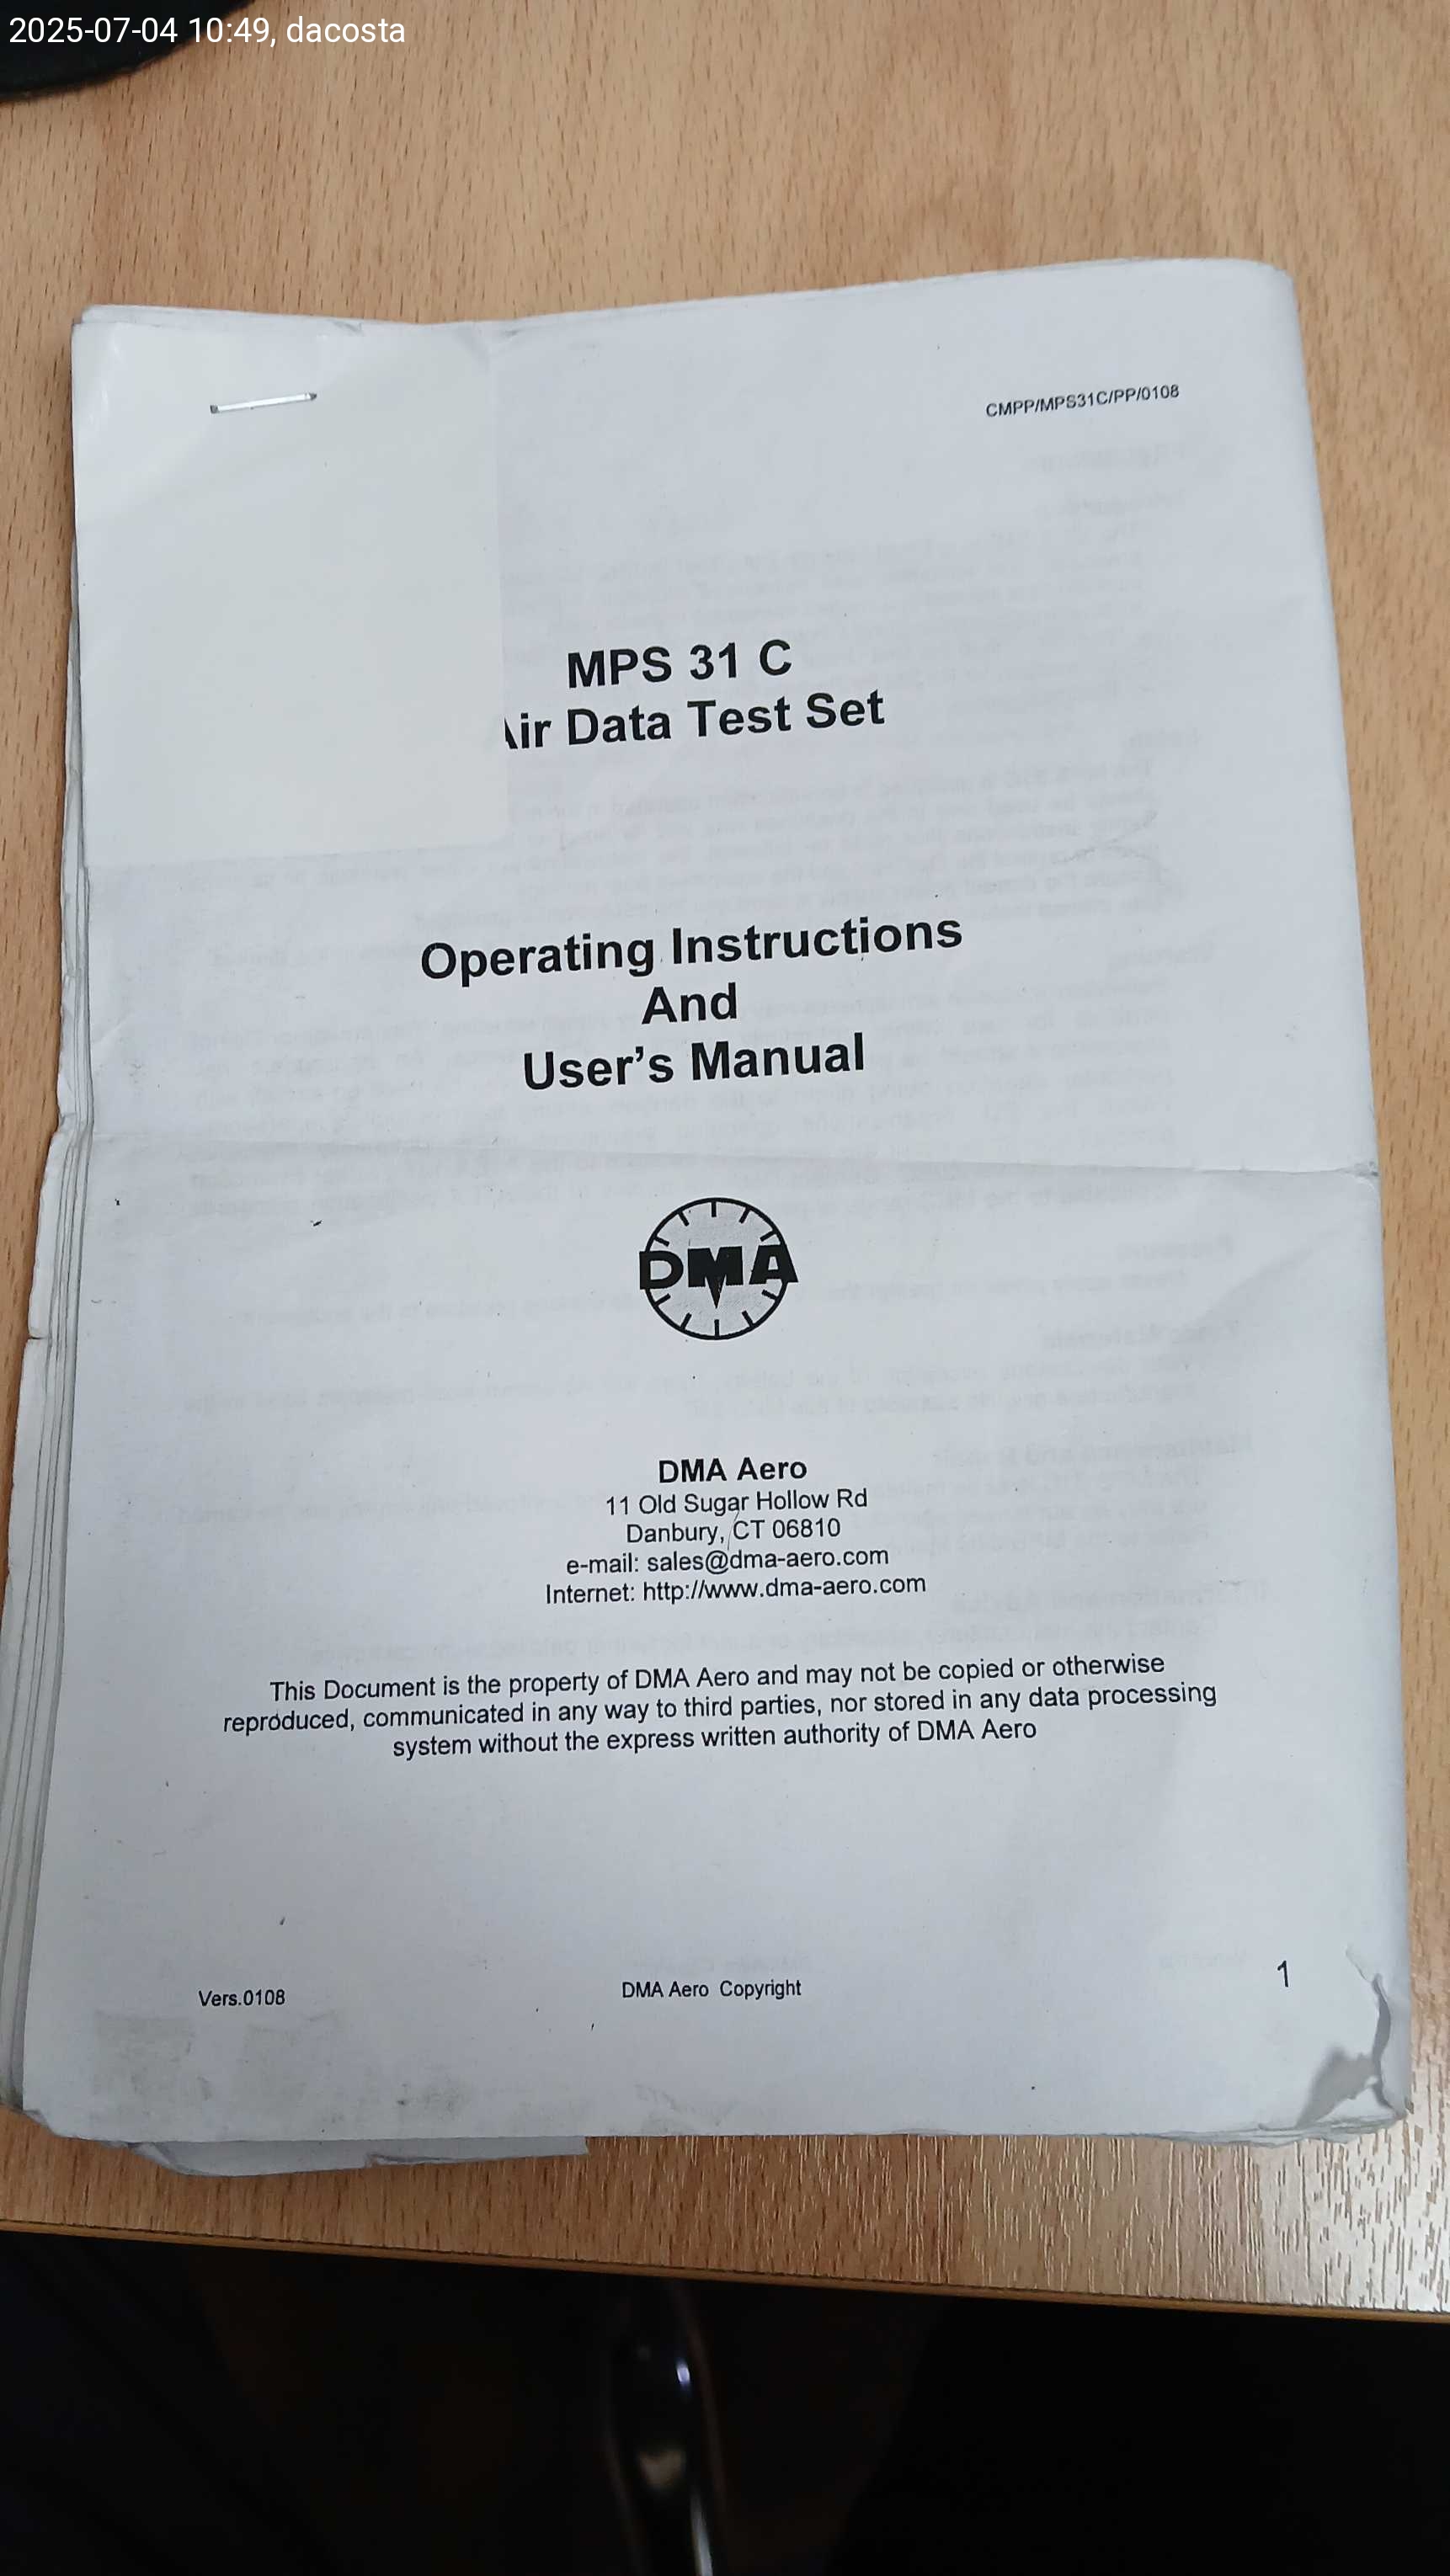 2025-07-04 10:49, dacosta
CMPP/MPS31C/PP/0108
MPS 31 C
Air Data Test Set
Operating Instructions
And
User's Manual
DMA
DMA Aero
11 Old Sugar Hollow Rd
Danbury, CT 06810
e-mail: sales@dma-aero.com
Internet: http://www.dma-aero.com
This Document is the property of DMA Aero and may not be copied or otherwise
reproduced, communicated in any way to third parties, nor stored in any data processing
system without the express written authority of DMA Aero
Vers.0108
DMA Aero Copyright
1